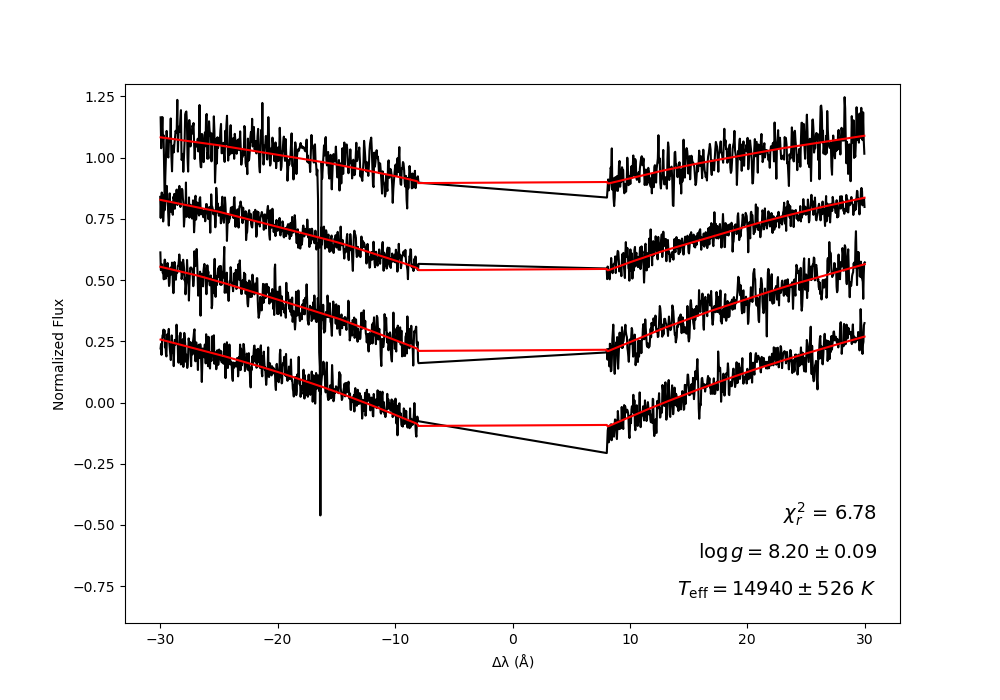 Normalized Flux
1.25
1.00
0.75
0.50
0.25
0.00
−0.25
−0.50
−0.75
χ²ᵣ = 6.78
log g = 8.20 ± 0.09
T_eff = 14940 ± 526 K
−30 −20 −10 0 10 20 30
Δλ (Å)